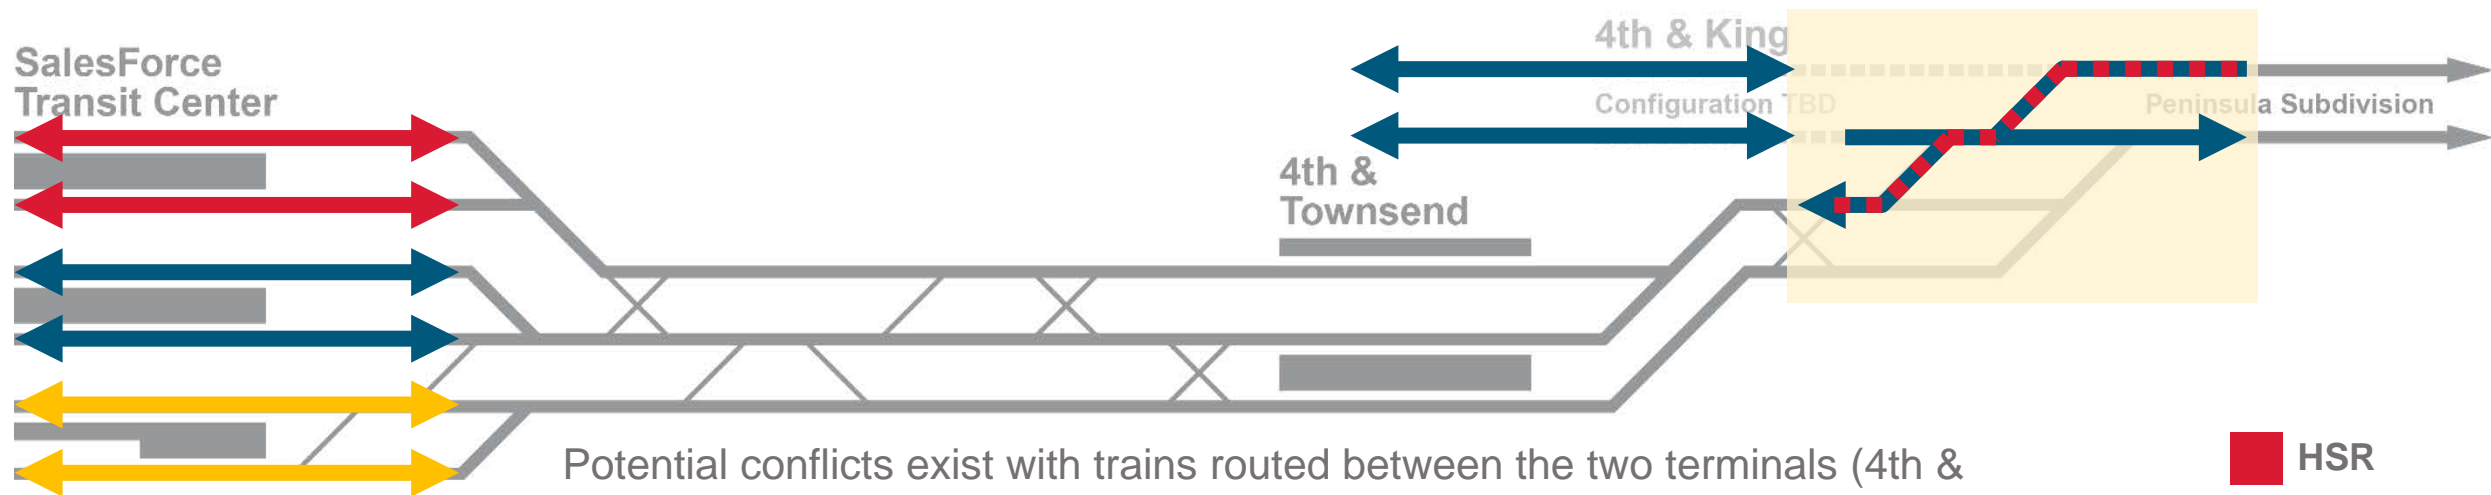 SalesForce
Transit Center
4th & King
Configuration TBD
Peninsula Subdivision
4th &
Townsend
Potential conflicts exist with trains routed between the two terminals (4th &
HSR